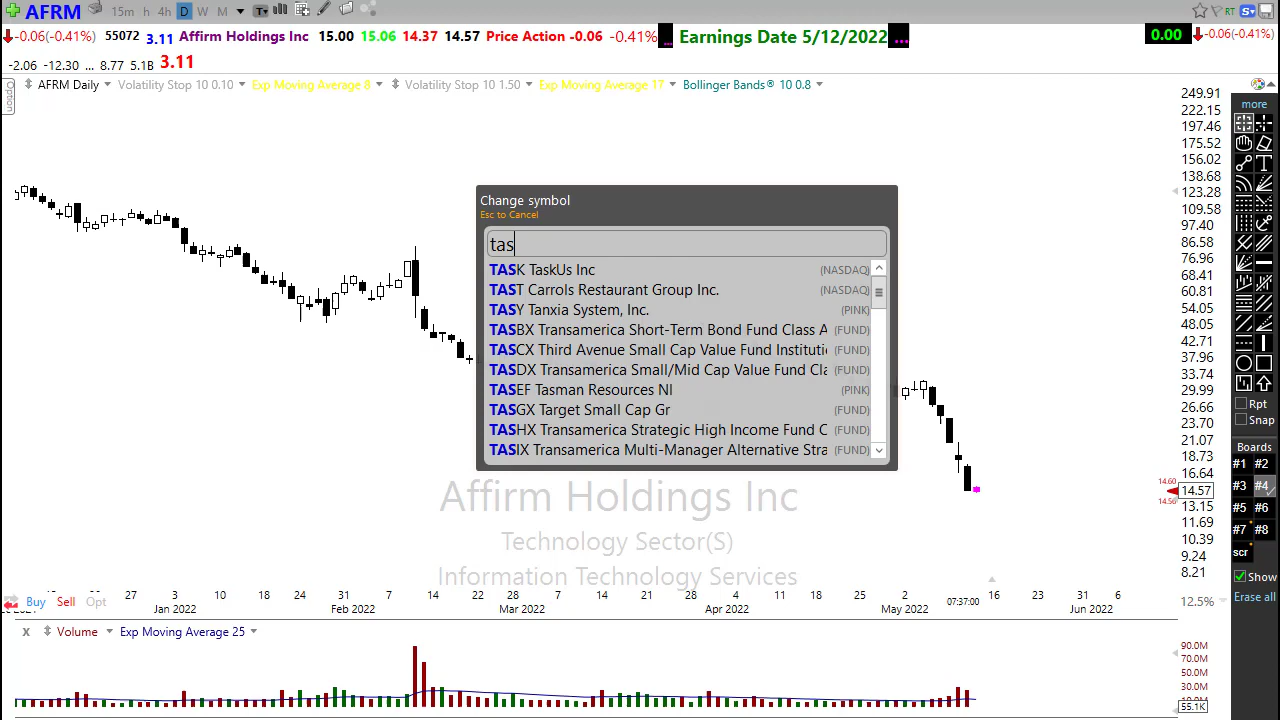 AFRM 15m h 4h D W M T RT S
-0.06(-0.41%) 55072 3.11 Affirm Holdings Inc 15.00 15.06 14.37 14.57 Price Action -0.06 -0.41% ... Earnings Date 5/12/2022 ... 0.00 -0.06(-0.41%)
-2.06 -12.30 ... 8.77 5.1B 3.11
Option
AFRM Daily Volatility Stop 10 0.10 Exp Moving Average 8 Volatility Stop 10 1.50 Exp Moving Average 17 Bollinger Bands® 10 0.8
Change symbol
Esc to Cancel
tas
TASK TaskUs Inc (NASDAQ)
TAST Carrols Restaurant Group Inc. (NASDAQ)
TASY Tanxia System, Inc. (PINK)
TASBX Transamerica Short-Term Bond Fund Class A (FUND)
TASCX Third Avenue Small Cap Value Fund Instituti (FUND)
TASDX Transamerica Small/Mid Cap Value Fund Cla (FUND)
TASEF Tasman Resources Nl (PINK)
TASGX Target Small Cap Gr (FUND)
TASHX Transamerica Strategic High Income Fund C (FUND)
TASIX Transamerica Multi-Manager Alternative Stra (FUND)
Affirm Holdings Inc
Technology Sector(S)
Information Technology Services
249.91
222.15
197.46
175.52
156.02
138.68
123.28
109.58
97.40
86.58
76.96
68.41
60.81
54.05
48.05
42.71
37.96
33.74
29.99
26.66
23.70
21.07
18.73
16.64
14.60
14.57
14.56
13.15
11.69
10.39
9.24
8.21
12.5%
more
Rpt
Snap
Boards
#1 #2
#3 #4
#5 #6
#7 #8
scr
Show
Erase all
27 3 10 18 24 31 7 14 22 28 7 14 21 28 4 11 18 25 2 07:37:00 16 23 31 6
Jan 2022 Feb 2022 Mar 2022 Apr 2022 May 2022 Jun 2022
Buy Sell Opt
x Volume Exp Moving Average 25
90.0M
70.0M
50.0M
30.0M
10.0M
55.1K